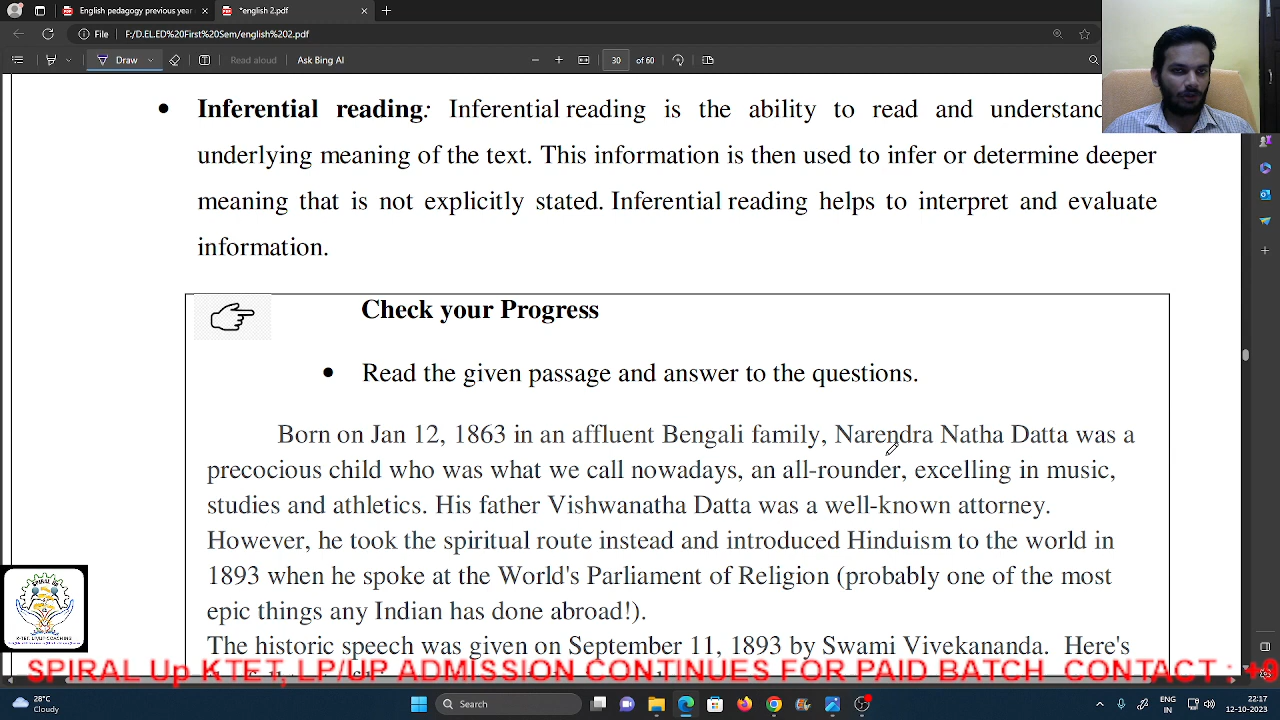 English pedagogy previous year
*english 2.pdf
File F:/D.EL.ED%20First%20Sem/english%202.pdf
Draw
Read aloud
Ask Bing AI
30 of 60
Inferential reading: Inferential reading is the ability to read and understand
underlying meaning of the text. This information is then used to infer or determine deeper
meaning that is not explicitly stated. Inferential reading helps to interpret and evaluate
information.
Check your Progress
Read the given passage and answer to the questions.
Born on Jan 12, 1863 in an affluent Bengali family, Narendra Natha Datta was a
precocious child who was what we call nowadays, an all-rounder, excelling in music,
studies and athletics. His father Vishwanatha Datta was a well-known attorney.
However, he took the spiritual route instead and introduced Hinduism to the world in
1893 when he spoke at the World's Parliament of Religion (probably one of the most
epic things any Indian has done abroad!).
The historic speech was given on September 11, 1893 by Swami Vivekananda. Here's
SPIRAL UP
K-TET, LP/UP COACHING
SPIRAL Up KTET, LP/UP ADMISSION CONTINUES FOR PAID BATCH CONTACT : +9
28°C
Cloudy
Search
ENG
IN
22:17
12-10-2023